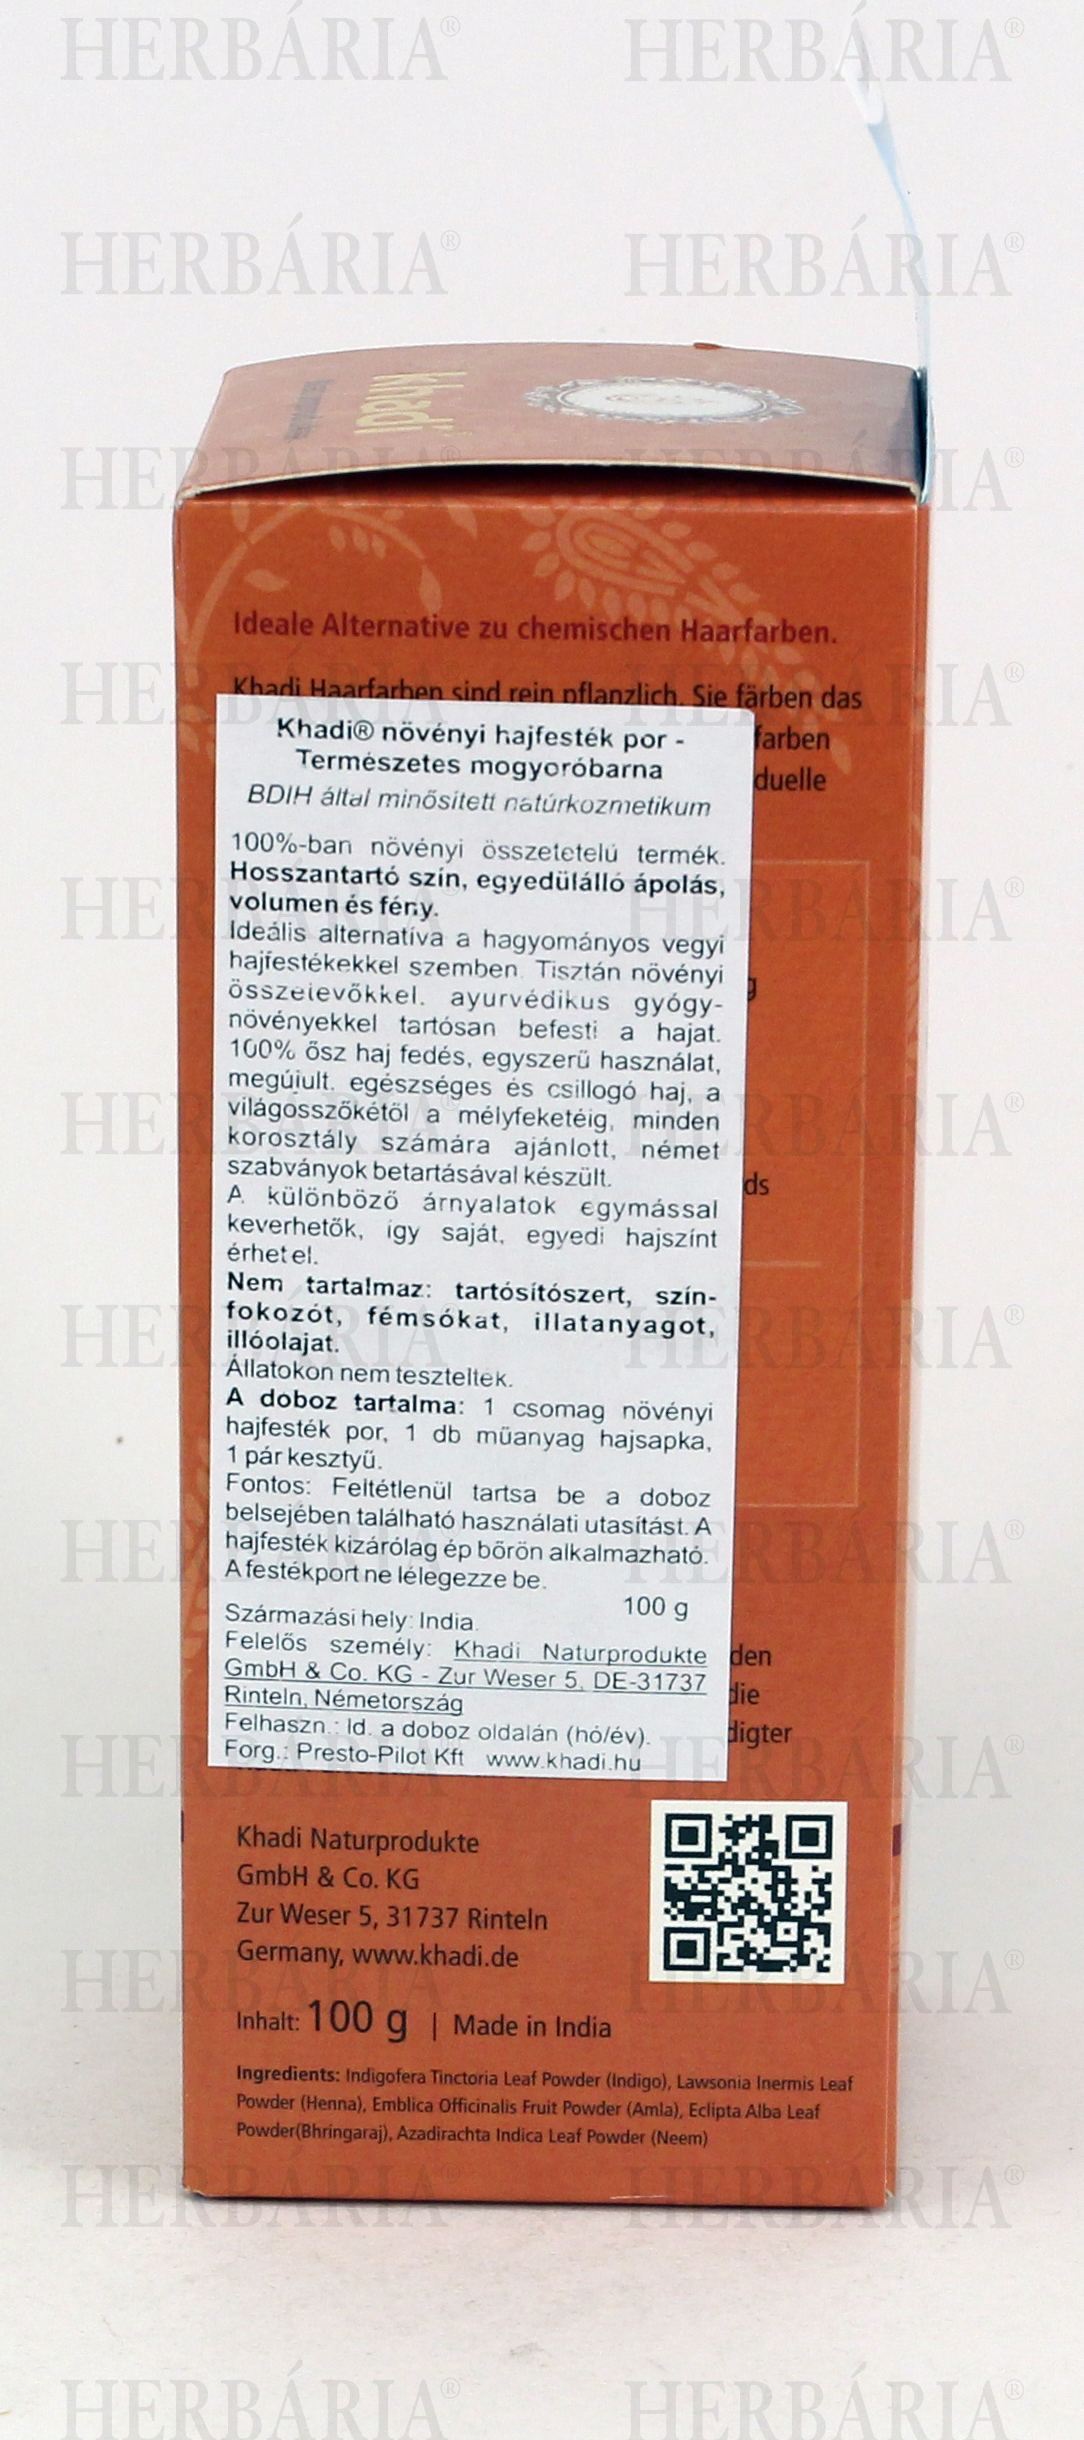 HERBÁRIA® HERBÁRIA®
HERBÁRIA® HERBÁRIA®
khadi
Ideale Alternative zu chemischen Haarfarben.
Khadi Haarfarben sind rein pflanzlich. Sie färben das
farben
duelle
g
ds
den
die
digter
Khadi® növényi hajfesték por -
Természetes mogyoróbarna
BDIH által minősített natúrkozmetikum
100%-ban növényi összetételű termék.
Hosszantartó szín, egyedülálló ápolás,
volumen és fény.
Ideális alternatíva a hagyományos vegyi
hajfestékekkel szemben. Tisztán növényi
összetevőkkel, ayurvédikus gyógy-
növényekkel tartósan befesti a hajat.
100% ősz haj fedés, egyszerű használat,
megújult, egészséges és csillogó haj, a
világosszőkétől a mélyfeketéig, minden
korosztály számára ajánlott, német
szabványok betartásával készült.
A különböző árnyalatok egymással
keverhetők, így saját, egyedi hajszínt
érhet el.
Nem tartalmaz: tartósítószert, szín-
fokozót, fémsókat, illatanyagot,
illóolajat.
Állatokon nem tesztelték.
A doboz tartalma: 1 csomag növényi
hajfesték por, 1 db műanyag hajsapka,
1 pár kesztyű.
Fontos: Feltétlenül tartsa be a doboz
belsejében található használati utasítást. A
hajfesték kizárólag ép bőrön alkalmazható.
A festékport ne lélegezze be.
100 g
Származási hely: India.
Felelős személy: Khadi Naturprodukte
GmbH & Co. KG - Zur Weser 5, DE-31737
Rinteln, Németország
Felhaszn.: ld. a doboz oldalán (hó/év).
Forg.: Presto-Pilot Kft www.khadi.hu
Khadi Naturprodukte
GmbH & Co. KG
Zur Weser 5, 31737 Rinteln
Germany, www.khadi.de
Inhalt: 100 g | Made in India
Ingredients: Indigofera Tinctoria Leaf Powder (Indigo), Lawsonia Inermis Leaf
Powder (Henna), Emblica Officinalis Fruit Powder (Amla), Eclipta Alba Leaf
Powder(Bhringaraj), Azadirachta Indica Leaf Powder (Neem)